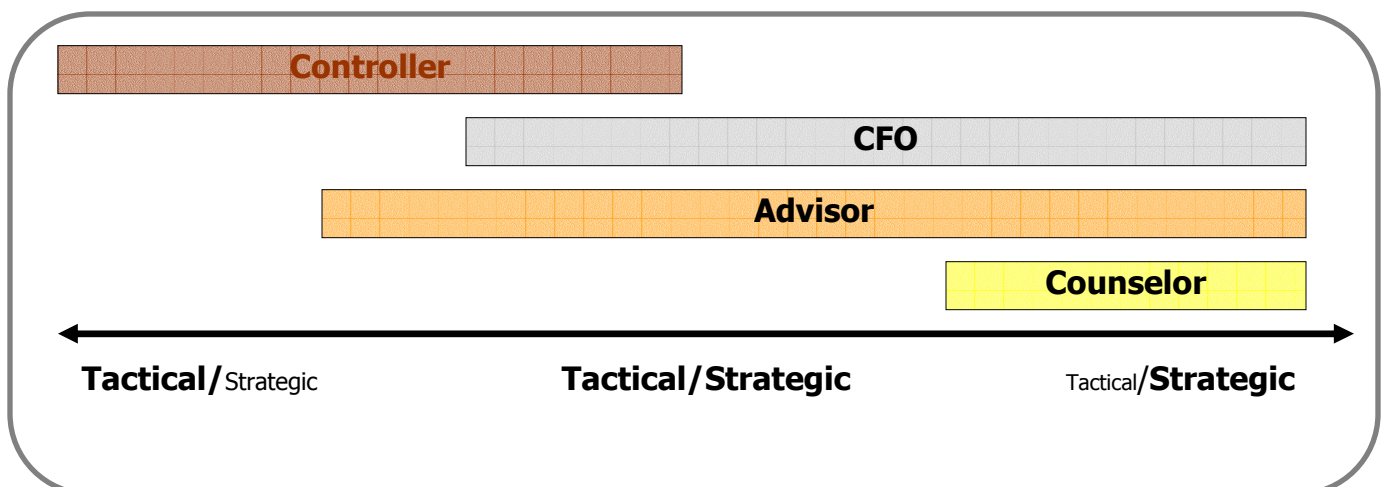 Controller
CFO
Advisor
Counselor
Tactical/Strategic Tactical/Strategic Tactical/Strategic